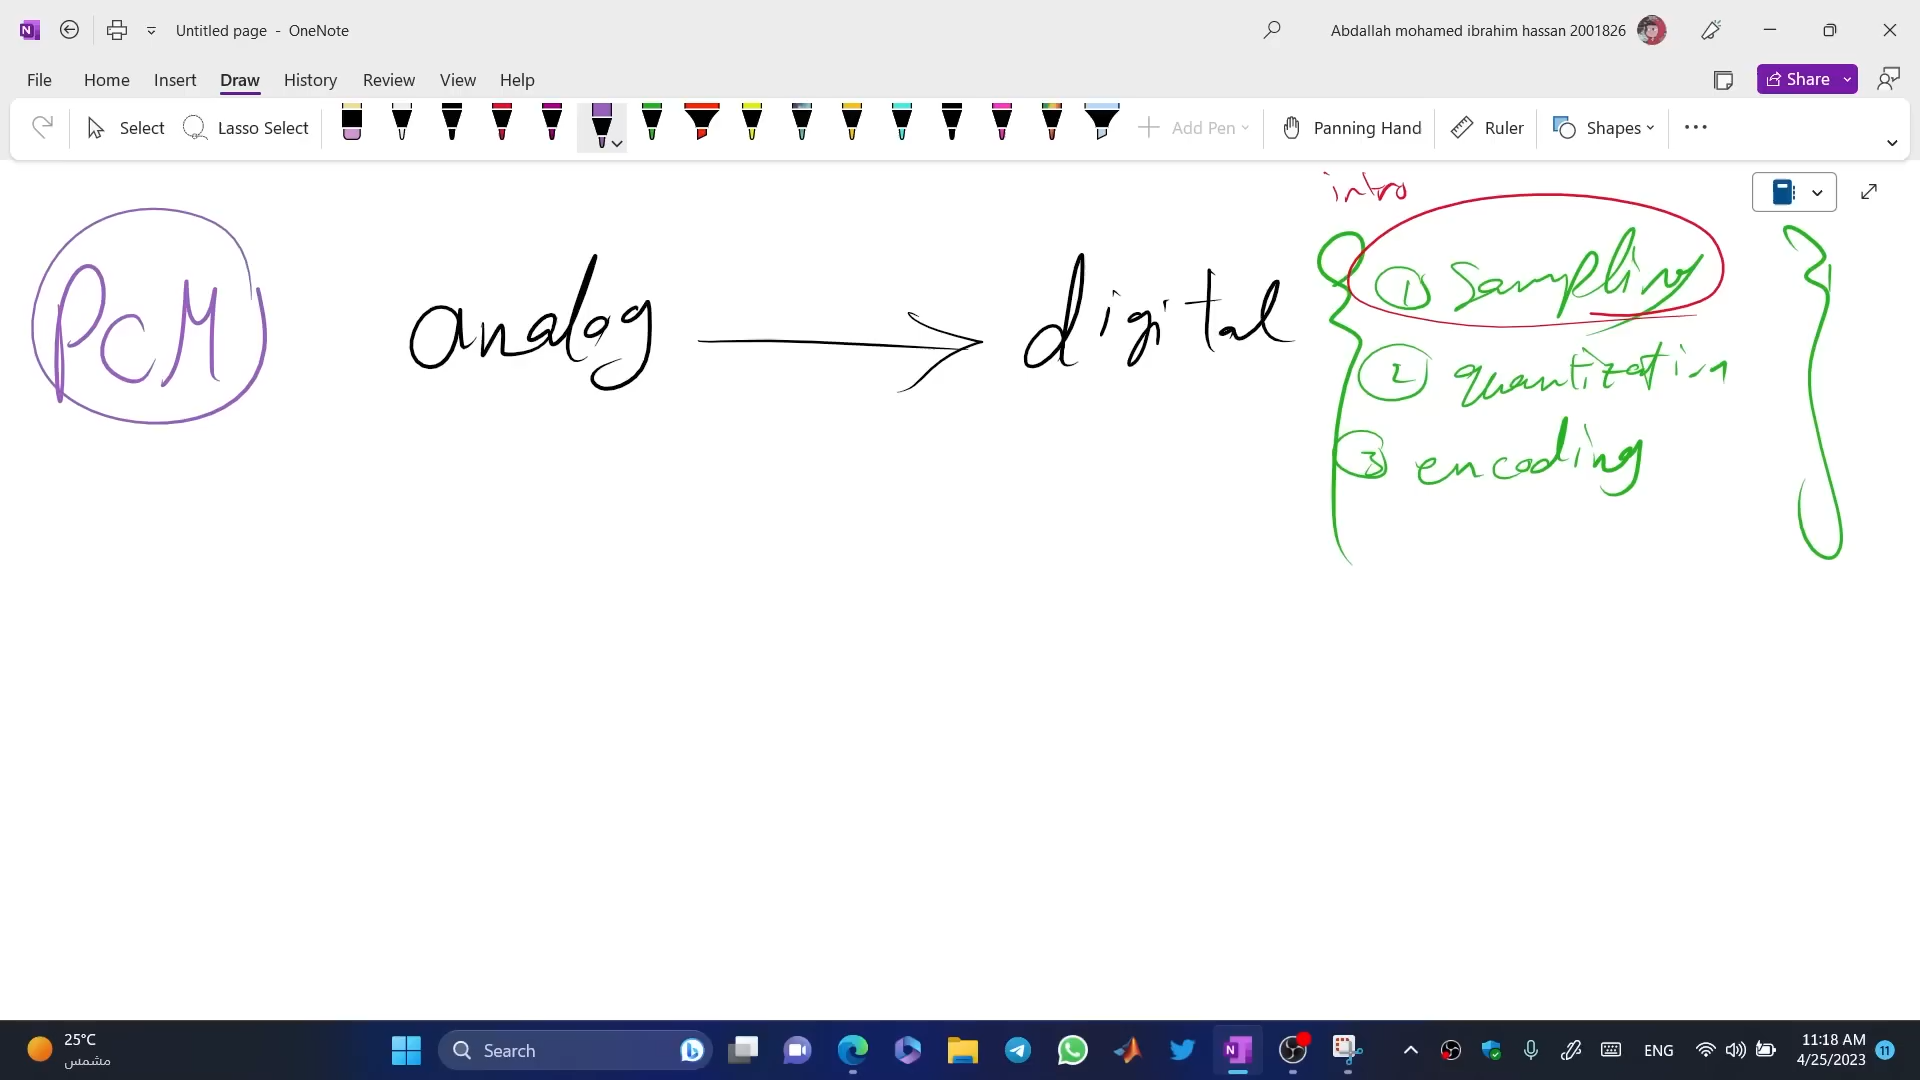 Untitled page - OneNote
Abdallah mohamed ibrahim hassan 2001826
File Home Insert Draw History Review View Help
Share
Select Lasso Select Add Pen Panning Hand Ruler Shapes
intro
PCM analog digital
① Sampling
② quantization
③ encoding
25°C
مشمس
Search
ENG
11:18 AM
4/25/2023
11